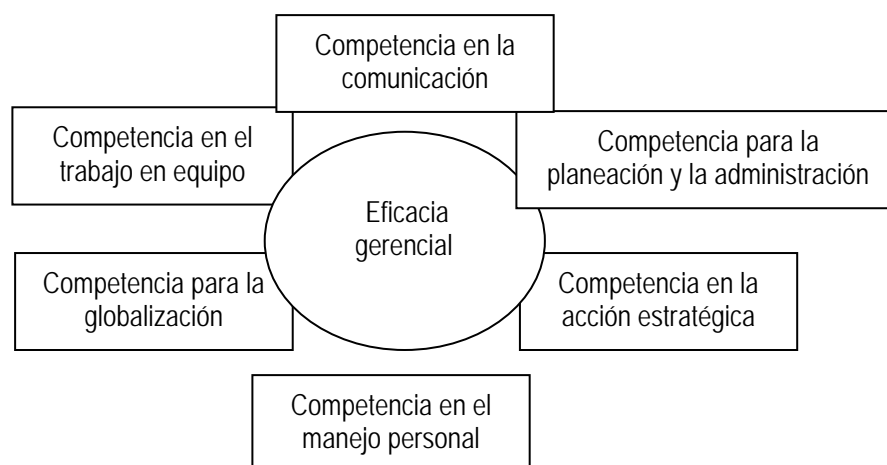 Competencia en la
comunicación
Competencia en el
trabajo en equipo
Competencia para la
planeación y la administración
Eficacia
gerencial
Competencia para la
globalización
Competencia en la
acción estratégica
Competencia en el
manejo personal